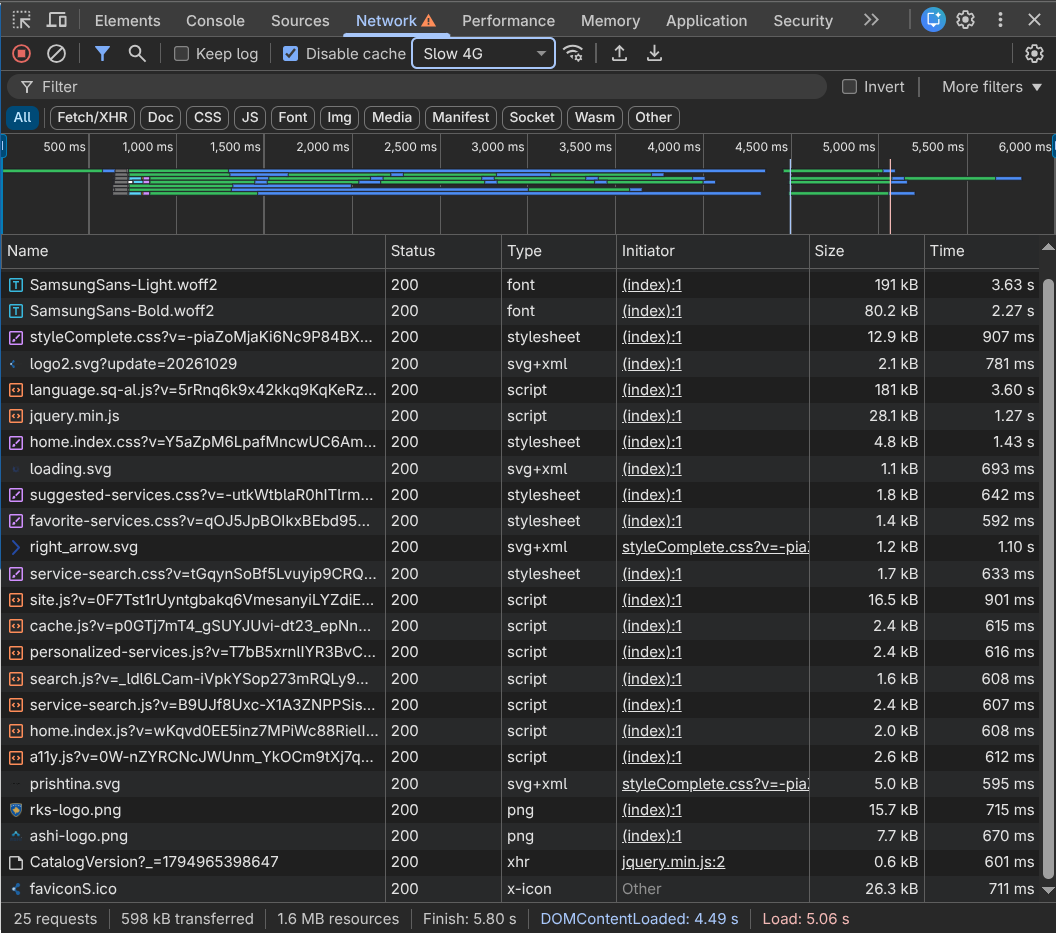 Elements Console Sources Network Performance Memory Application Security
Keep log Disable cache Slow 4G
Filter Invert More filters
All Fetch/XHR Doc CSS JS Font Img Media Manifest Socket Wasm Other
500 ms 1,000 ms 1,500 ms 2,000 ms 2,500 ms 3,000 ms 3,500 ms 4,000 ms 4,500 ms 5,000 ms 5,500 ms 6,000 ms
Name Status Type Initiator Size Time
SamsungSans-Light.woff2 200 font (index):1 191 kB 3.63 s
SamsungSans-Bold.woff2 200 font (index):1 80.2 kB 2.27 s
styleComplete.css?v=-piaZoMjaKi6Nc9P84BX... 200 stylesheet (index):1 12.9 kB 907 ms
logo2.svg?update=20261029 200 svg+xml (index):1 2.1 kB 781 ms
language.sq-al.js?v=5rRnq6k9x42kkq9KqKeRz... 200 script (index):1 181 kB 3.60 s
jquery.min.js 200 script (index):1 28.1 kB 1.27 s
home.index.css?v=Y5aZpM6LpafMncwUC6Am... 200 stylesheet (index):1 4.8 kB 1.43 s
loading.svg 200 svg+xml (index):1 1.1 kB 693 ms
suggested-services.css?v=-utkWtblaR0hITlrm... 200 stylesheet (index):1 1.8 kB 642 ms
favorite-services.css?v=qOJ5JpBOIkxBEbd95... 200 stylesheet (index):1 1.4 kB 592 ms
right_arrow.svg 200 svg+xml styleComplete.css?v=-pia 1.2 kB 1.10 s
service-search.css?v=tGqynSoBf5Lvuyip9CRQ... 200 stylesheet (index):1 1.7 kB 633 ms
site.js?v=0F7Tst1rUyntgbakq6VmesanyiLYZdiE... 200 script (index):1 16.5 kB 901 ms
cache.js?v=p0GTj7mT4_gSUYJUvi-dt23_epNn... 200 script (index):1 2.4 kB 615 ms
personalized-services.js?v=T7bB5xrnlIYR3BvC... 200 script (index):1 2.4 kB 616 ms
search.js?v=_ldl6LCam-iVpkYSop273mRQLy9... 200 script (index):1 1.6 kB 608 ms
service-search.js?v=B9UJf8Uxc-X1A3ZNPPSis... 200 script (index):1 2.4 kB 607 ms
home.index.js?v=wKqvd0EE5inz7MPiWc88RielI... 200 script (index):1 2.0 kB 608 ms
a11y.js?v=0W-nZYRCNcJWUnm_YkOCm9tXj7q... 200 script (index):1 2.6 kB 612 ms
prishtina.svg 200 svg+xml styleComplete.css?v=-pia 5.0 kB 595 ms
rks-logo.png 200 png (index):1 15.7 kB 715 ms
ashi-logo.png 200 png (index):1 7.7 kB 670 ms
CatalogVersion?_=1794965398647 200 xhr jquery.min.js:2 0.6 kB 601 ms
faviconS.ico 200 x-icon Other 26.3 kB 711 ms
25 requests 598 kB transferred 1.6 MB resources Finish: 5.80 s DOMContentLoaded: 4.49 s Load: 5.06 s